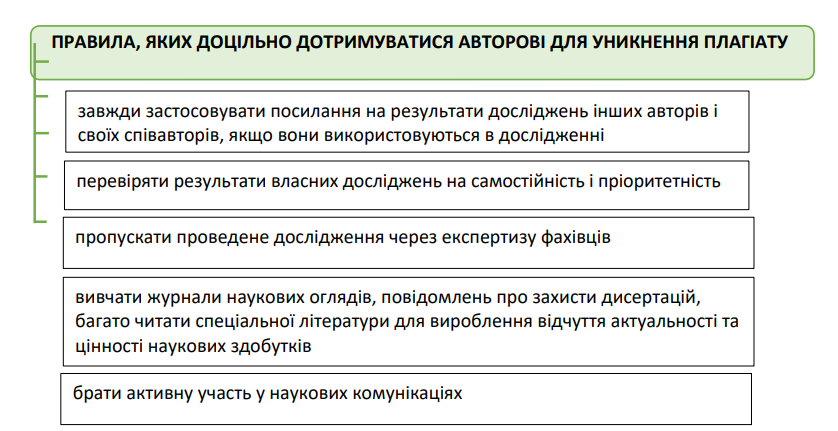 ПРАВИЛА, ЯКИХ ДОЦІЛЬНО ДОТРИМУВАТИСЯ АВТОРОВІ ДЛЯ УНИКНЕННЯ ПЛАГІАТУ
завжди застосовувати посилання на результати досліджень інших авторів і
своїх співавторів, якщо вони використовуються в дослідженні
перевіряти результати власних досліджень на самостійність і пріоритетність
пропускати проведене дослідження через експертизу фахівців
вивчати журнали наукових оглядів, повідомлень про захисти дисертацій,
багато читати спеціальної літератури для вироблення відчуття актуальності та
цінності наукових здобутків
брати активну участь у наукових комунікаціях